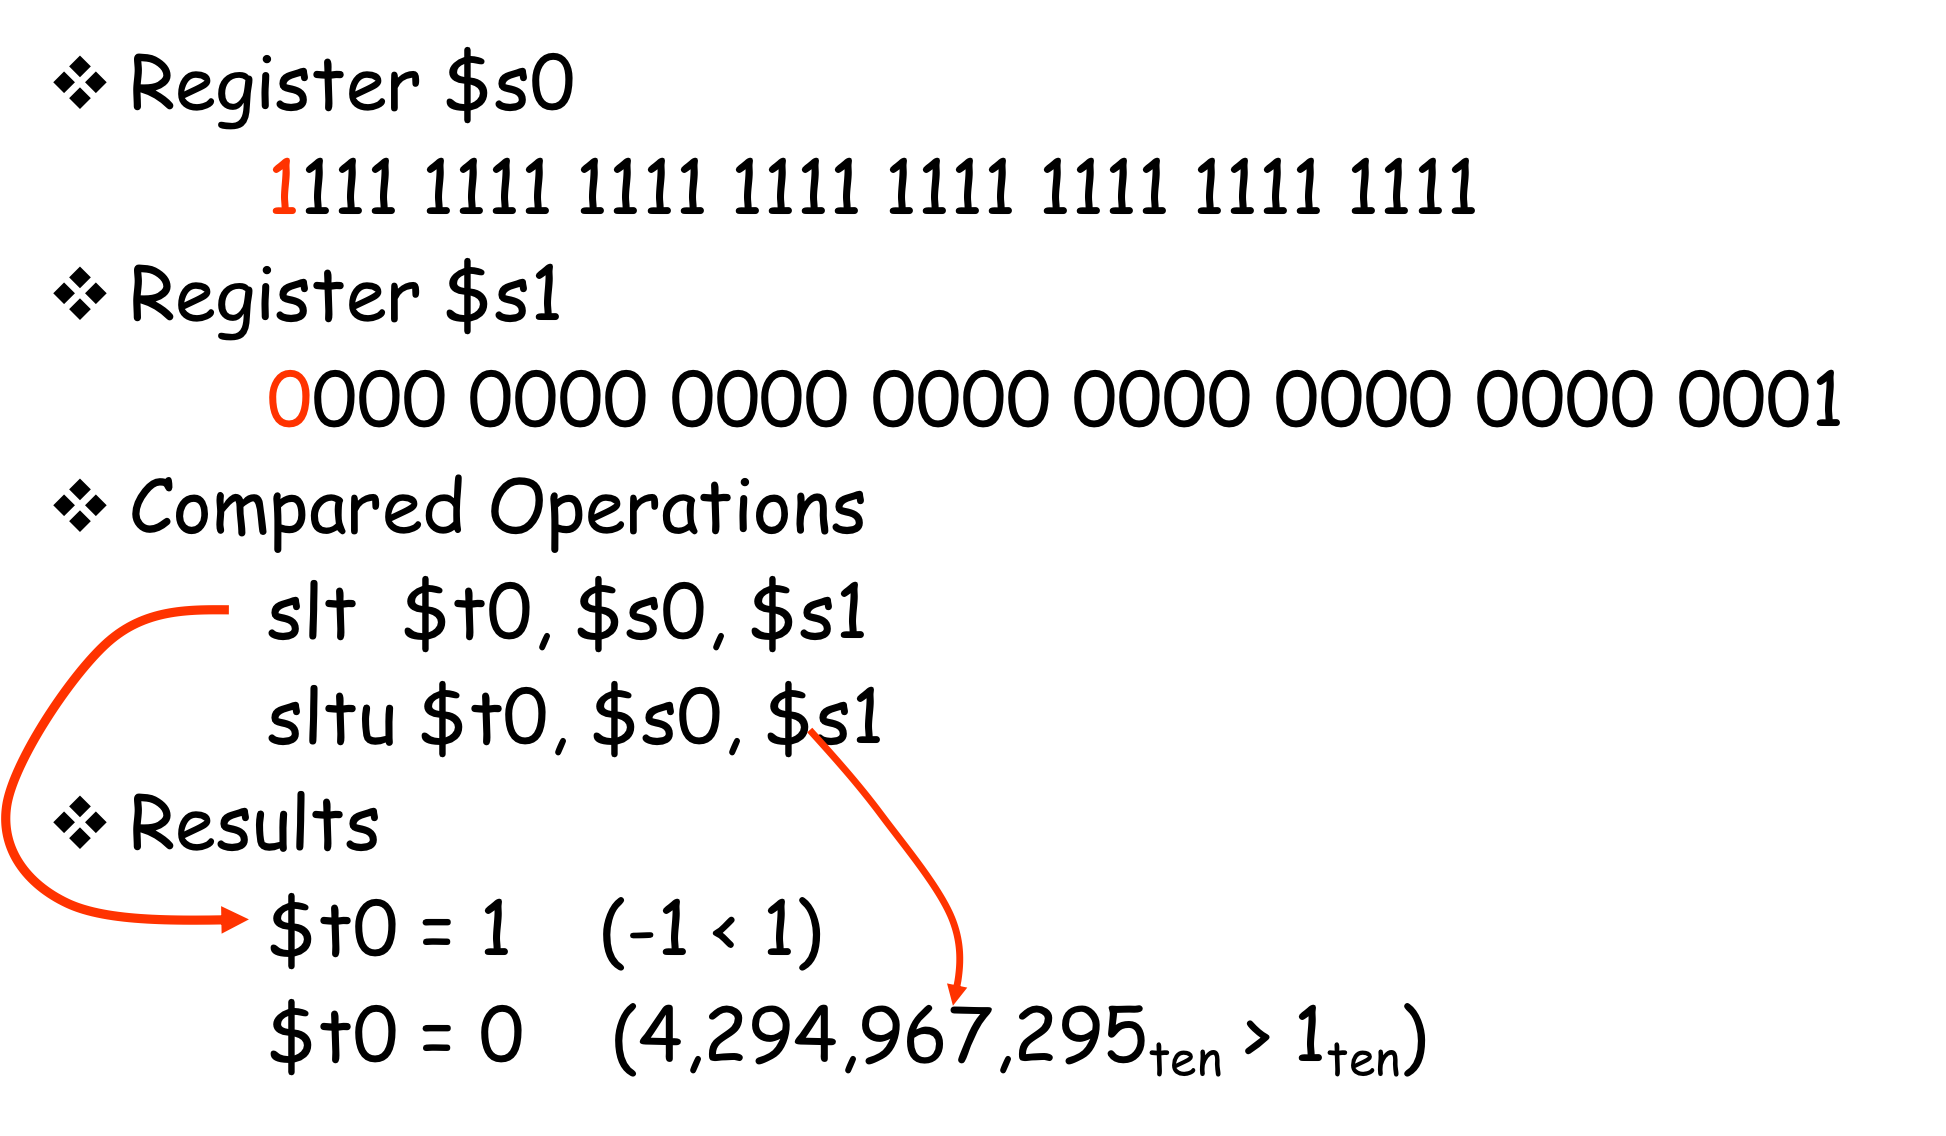 ❖ Register $s0
1111 1111 1111 1111 1111 1111 1111 1111
❖ Register $s1
0000 0000 0000 0000 0000 0000 0000 0001
❖ Compared Operations
slt $t0, $s0, $s1
sltu $t0, $s0, $s1
❖ Results
$t0 = 1 (-1 < 1)
$t0 = 0 (4,294,967,295ten > 1ten)